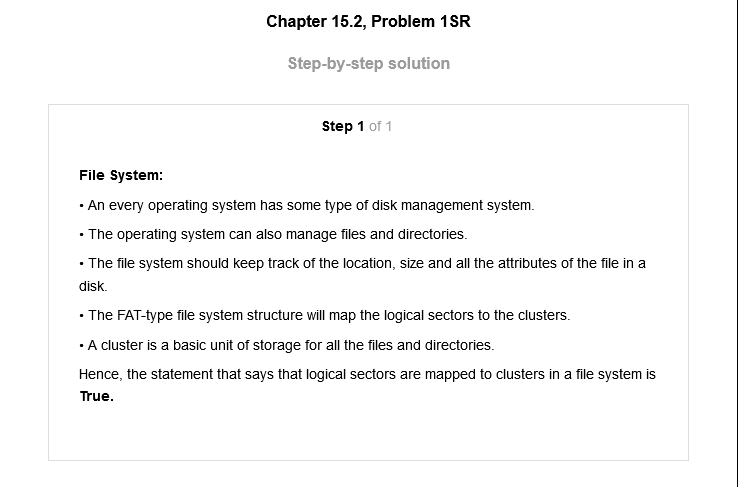 Chapter 15.2, Problem 1SR
Step-by-step solution
Step 1 of 1
File System:
• An every operating system has some type of disk management system.
• The operating system can also manage files and directories.
• The file system should keep track of the location, size and all the attributes of the file in a
disk.
• The FAT-type file system structure will map the logical sectors to the clusters.
• A cluster is a basic unit of storage for all the files and directories.
Hence, the statement that says that logical sectors are mapped to clusters in a file system is
True.